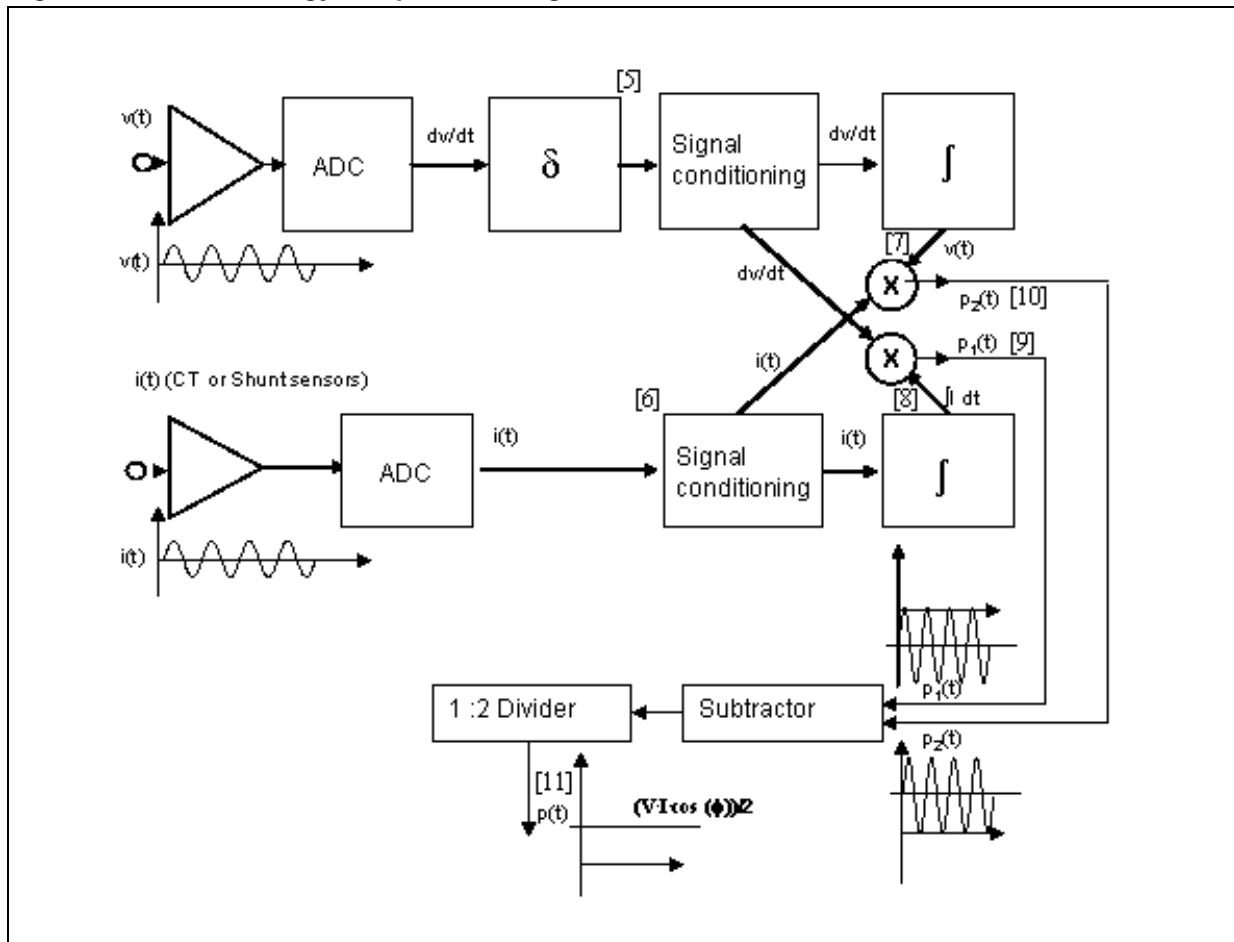 [5]
v(t)
ADC
dv/dt
δ
Signal
conditioning
dv/dt
∫
v(t)
dv/dt
[7]
v(t)
X
p2(t) [10]
i(t)
X
p1(t) [9]
i(t) (CT or Shunt sensors)
[6]
[8]
∫I dt
ADC
i(t)
Signal
conditioning
i(t)
∫
i(t)
p1(t)
1 :2 Divider
Subtractor
p2(t)
[11]
p(t)
(V·I·cos (ϕ))/2